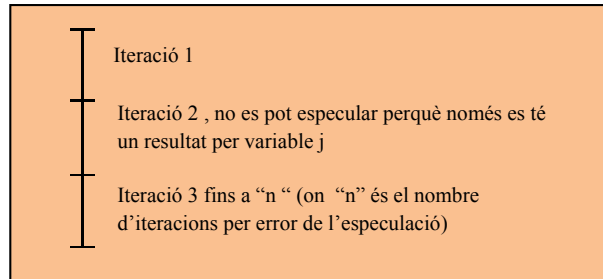 Iteració 1
Iteració 2 , no es pot especular perquè només es té
un resultat per variable j
Iteració 3 fins a “n “ (on “n” és el nombre
d’iteracions per error de l’especulació)